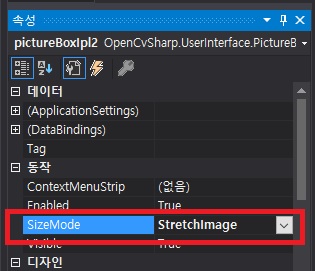 속성
pictureBoxIpl2 OpenCvSharp.UserInterface.PictureB
데이터
(ApplicationSettings)
(DataBindings)
Tag
동작
ContextMenuStrip (없음)
Enabled True
SizeMode StretchImage
Visible True
디자인